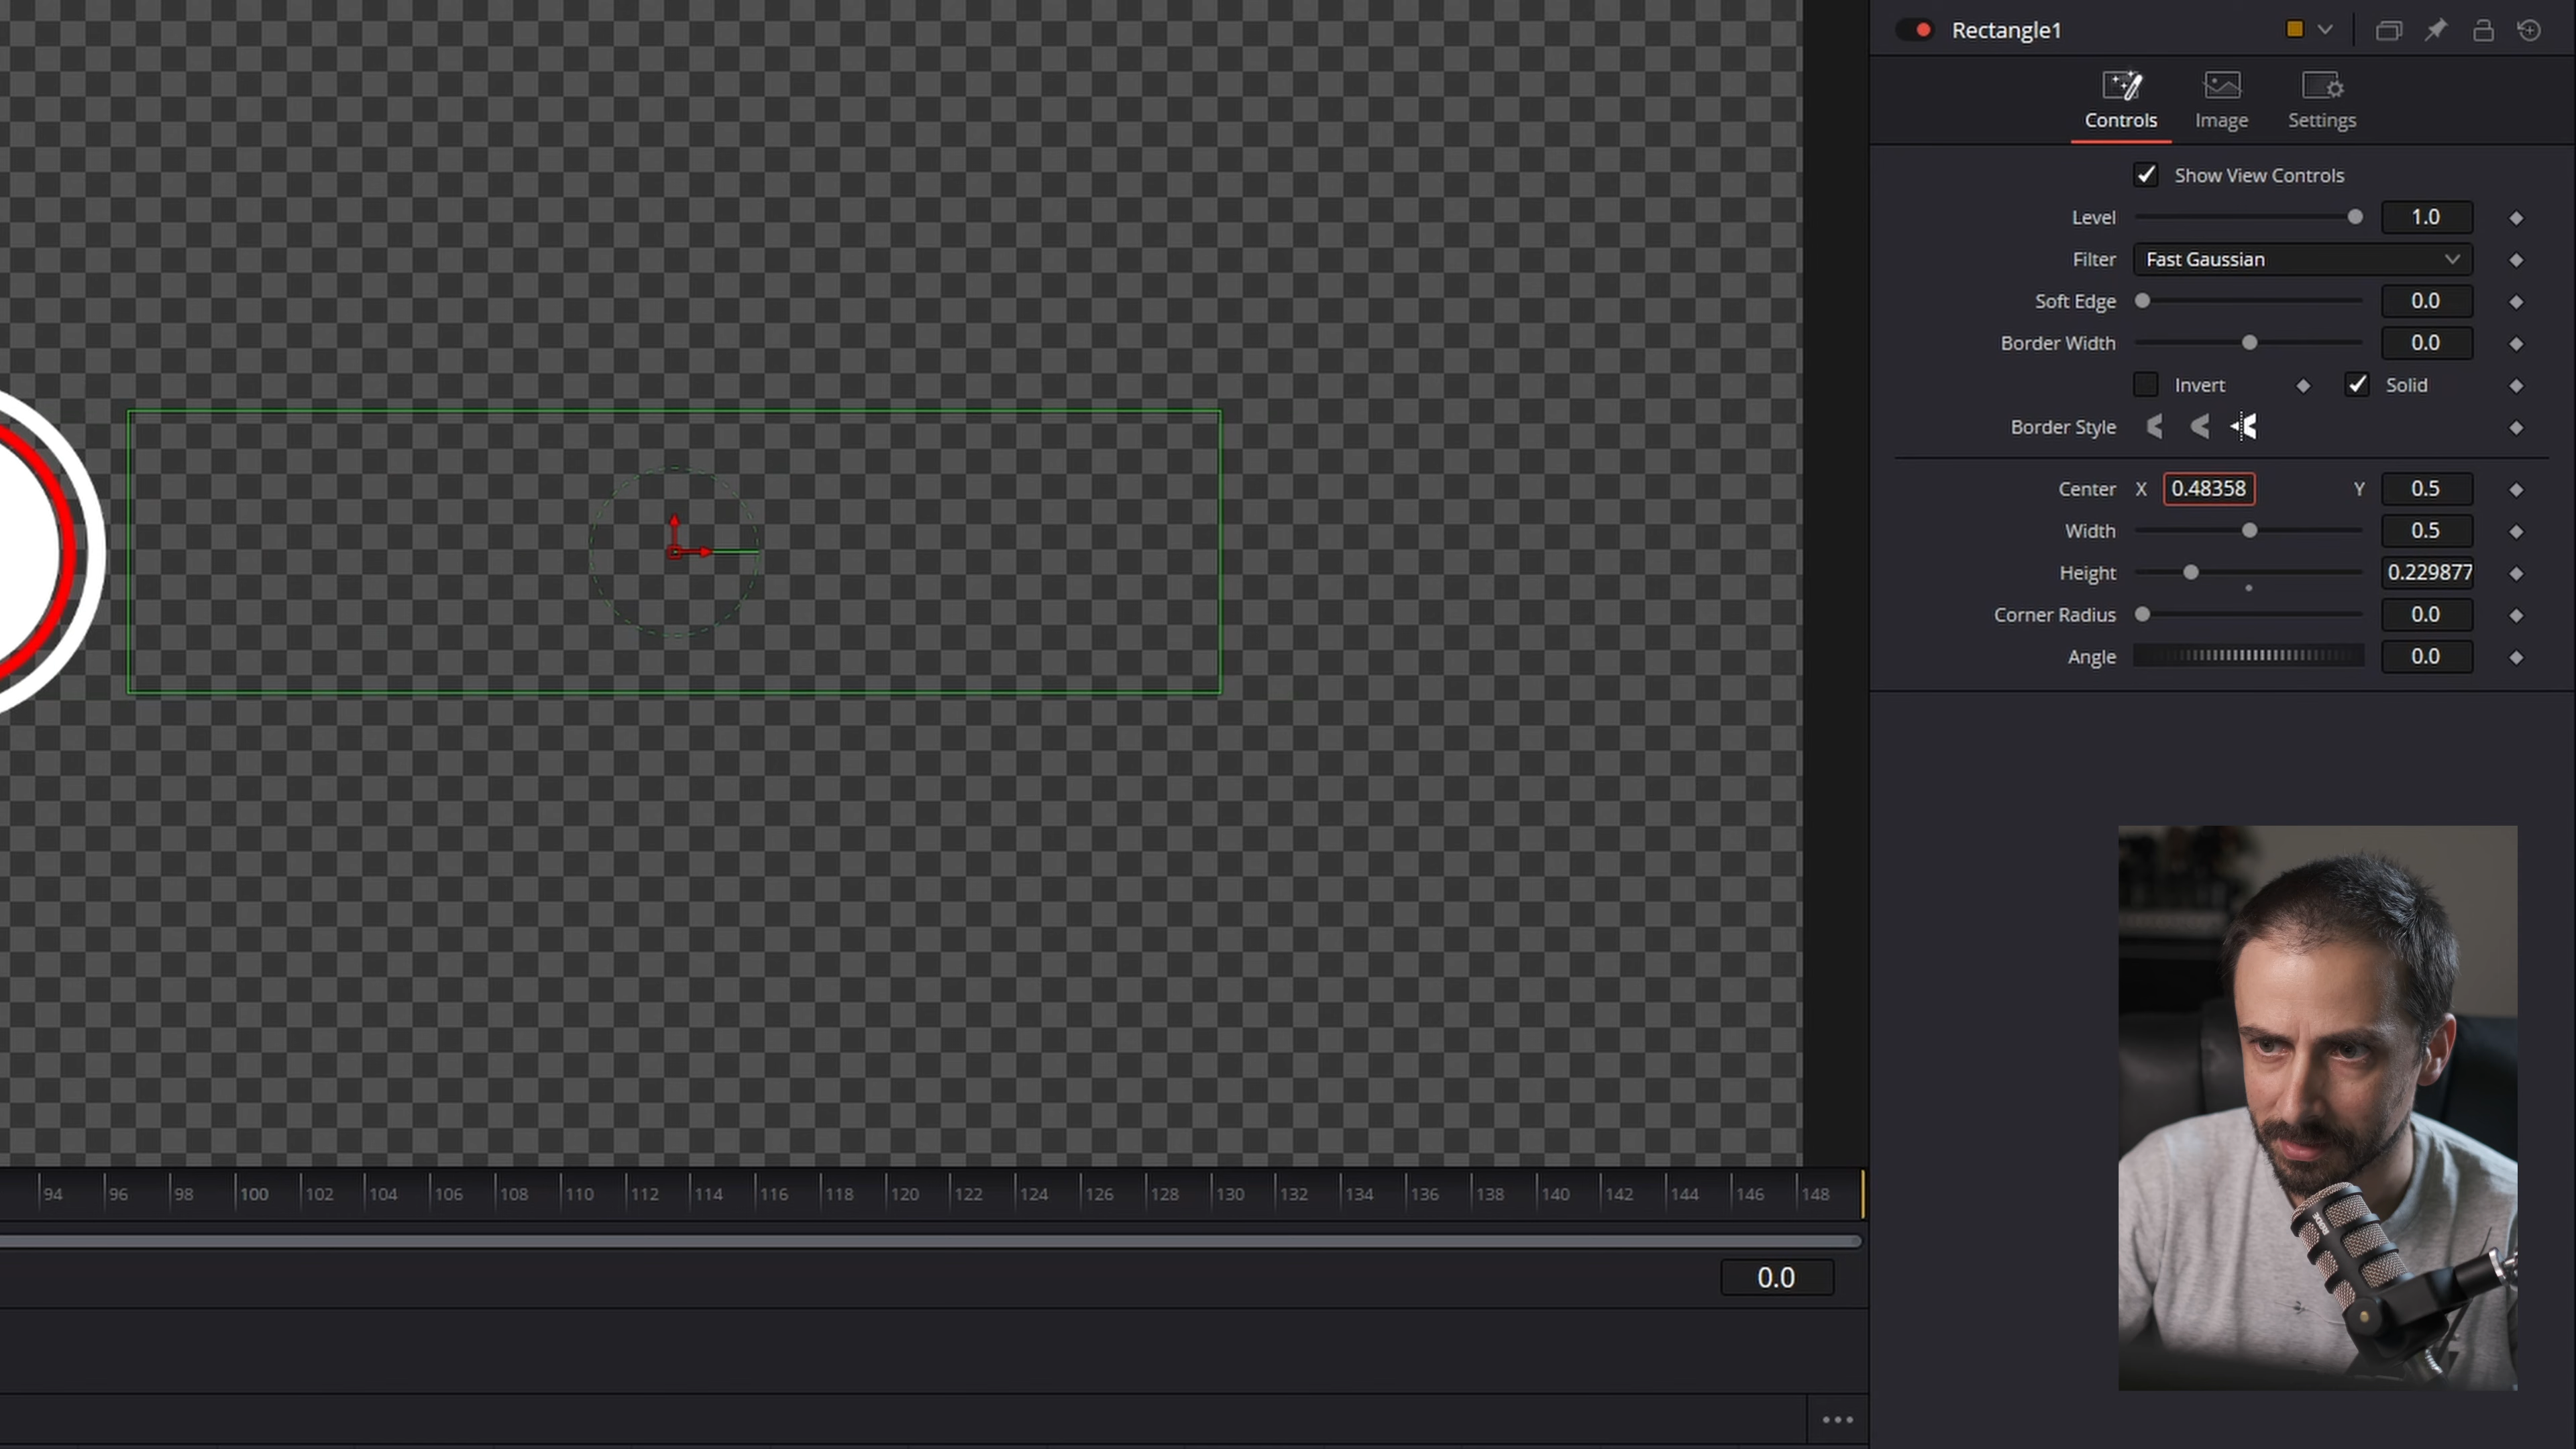 Rectangle1
Controls Image Settings
Show View Controls
Level 1.0
Filter Fast Gaussian
Soft Edge 0.0
Border Width 0.0
Invert Solid
Border Style
Center X 0.48358 Y 0.5
Width 0.5
Height 0.229877
Corner Radius 0.0
Angle 0.0
94 96 98 100 102 104 106 108 110 112 114 116 118 120 122 124 126 128 130 132 134 136 138 140 142 144 146 148
0.0